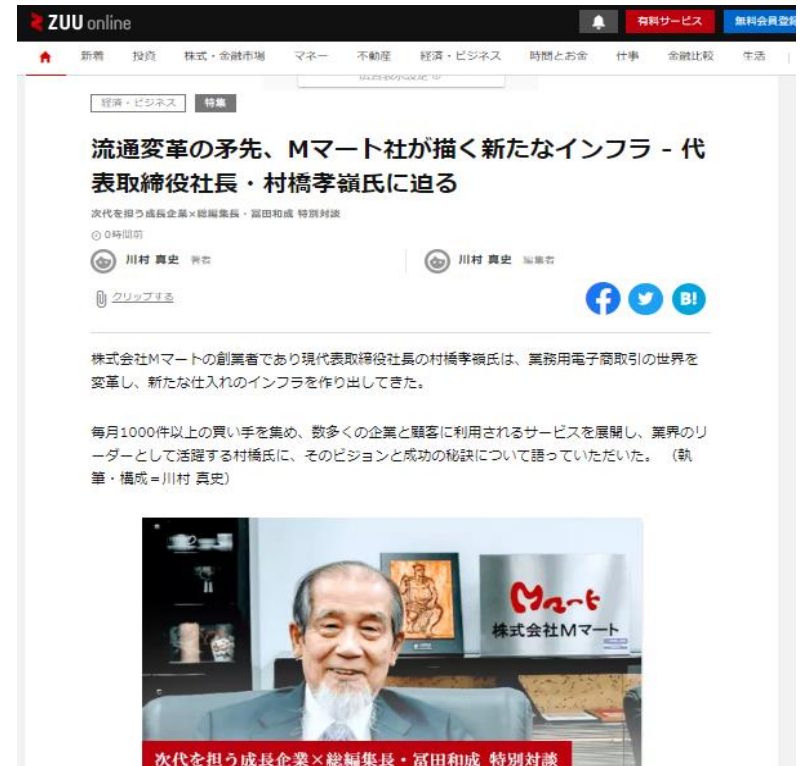 ZUU online
有料サービス
無料会員登録
新着 投資 株式・金融市場 マネー 不動産 経済・ビジネス 時間とお金 仕事 金融比較 生活
経済・ビジネス 特集
流通変革の矛先、Mマート社が描く新たなインフラ - 代
表取締役社長・村橋孝嶺氏に迫る
次代を担う成長企業×総編集長・冨田和成 特別対談
0時間前
川村 真史 著者
川村 真史 編集者
クリップする
B!
株式会社Mマートの創業者であり現代表取締役社長の村橋孝嶺氏は、業務用電子商取引の世界を
変革し、新たな仕入れのインフラを作り出してきた。
毎月1000件以上の買い手を集め、数多くの企業と顧客に利用されるサービスを展開し、業界のリ
ーダーとして活躍する村橋氏に、そのビジョンと成功の秘訣について語っていただいた。 （執
筆・構成＝川村 真史）
Mマート
株式会社Mマート
次代を担う成長企業×総編集長・冨田和成 特別対談